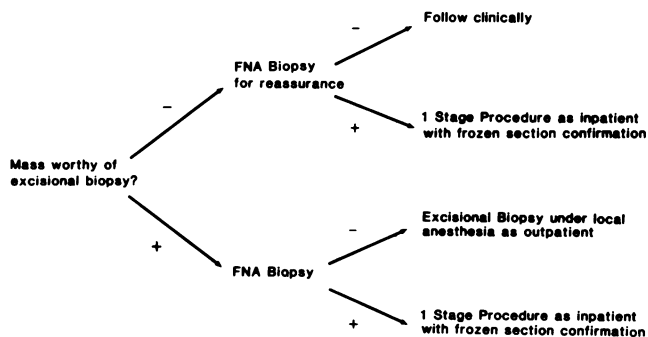 −
Follow clinically
FNA Biopsy
for reassurance
−
+
1 Stage Procedure as inpatient
with frozen section confirmation
Mass worthy of
excisional biopsy?
−
Excisional Biopsy under local
anesthesia as outpatient
+
FNA Biopsy
+
1 Stage Procedure as inpatient
with frozen section confirmation